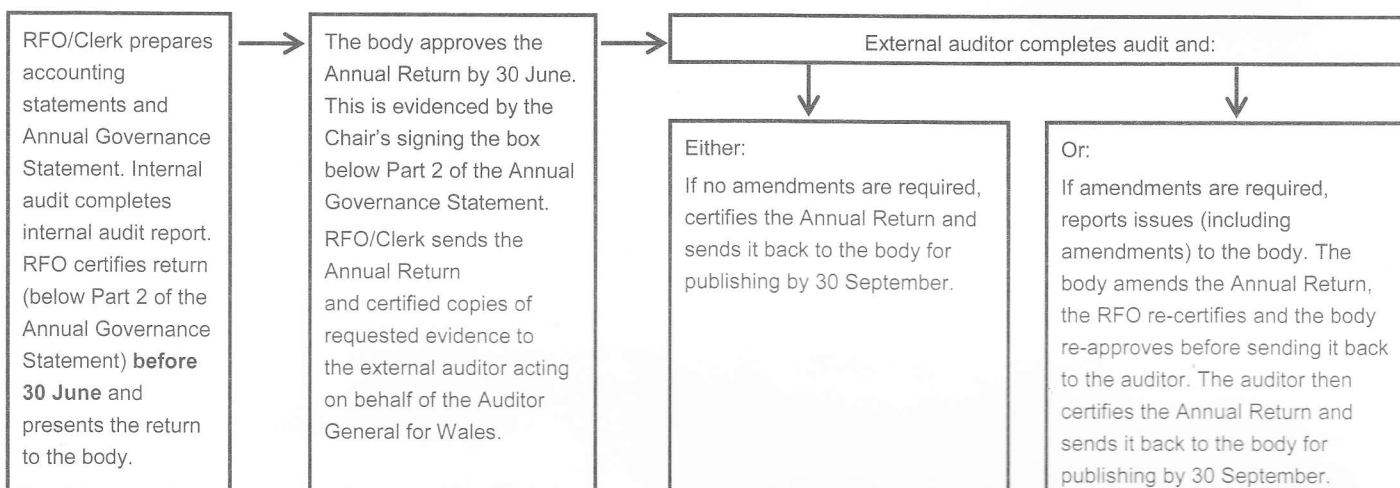 RFO/Clerk prepares
accounting
statements and
Annual Governance
Statement. Internal
audit completes
internal audit report.
RFO certifies return
(below Part 2 of the
Annual Governance
Statement) before
30 June and
presents the return
to the body.
The body approves the
Annual Return by 30 June.
This is evidenced by the
Chair's signing the box
below Part 2 of the Annual
Governance Statement.
RFO/Clerk sends the
Annual Return
and certified copies of
requested evidence to
the external auditor acting
on behalf of the Auditor
General for Wales.
External auditor completes audit and:
Either:
If no amendments are required,
certifies the Annual Return and
sends it back to the body for
publishing by 30 September.
Or:
If amendments are required,
reports issues (including
amendments) to the body. The
body amends the Annual Return,
the RFO re-certifies and the body
re-approves before sending it back
to the auditor. The auditor then
certifies the Annual Return and
sends it back to the body for
publishing by 30 September.